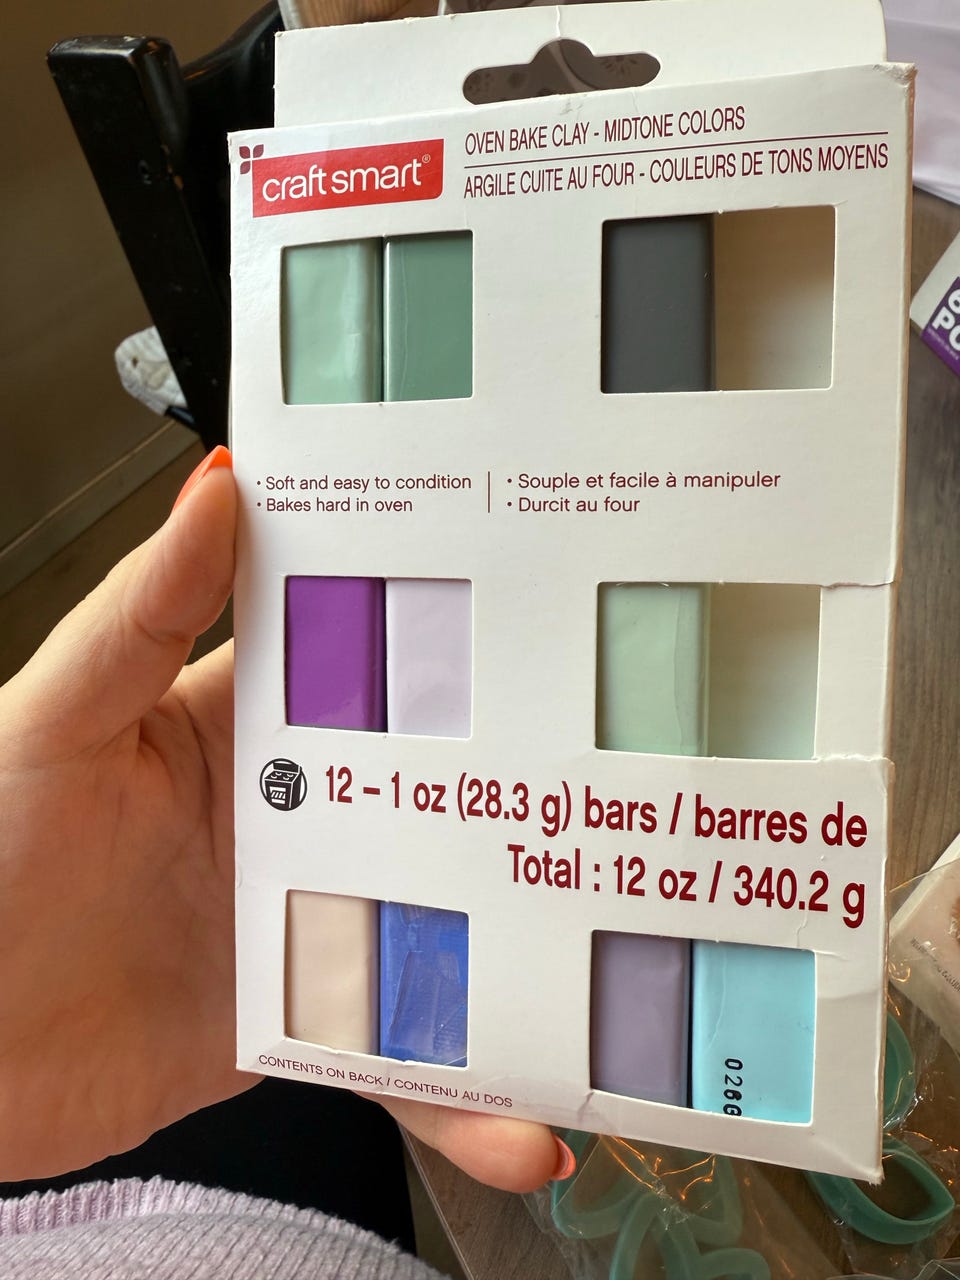 craft smart®
OVEN BAKE CLAY - MIDTONE COLORS
ARGILE CUITE AU FOUR - COULEURS DE TONS MOYENS
• Soft and easy to condition
• Bakes hard in oven
• Souple et facile à manipuler
• Durcit au four
12 – 1 oz (28.3 g) bars / barres de
Total : 12 oz / 340.2 g
CONTENTS ON BACK / CONTENU AU DOS
PO